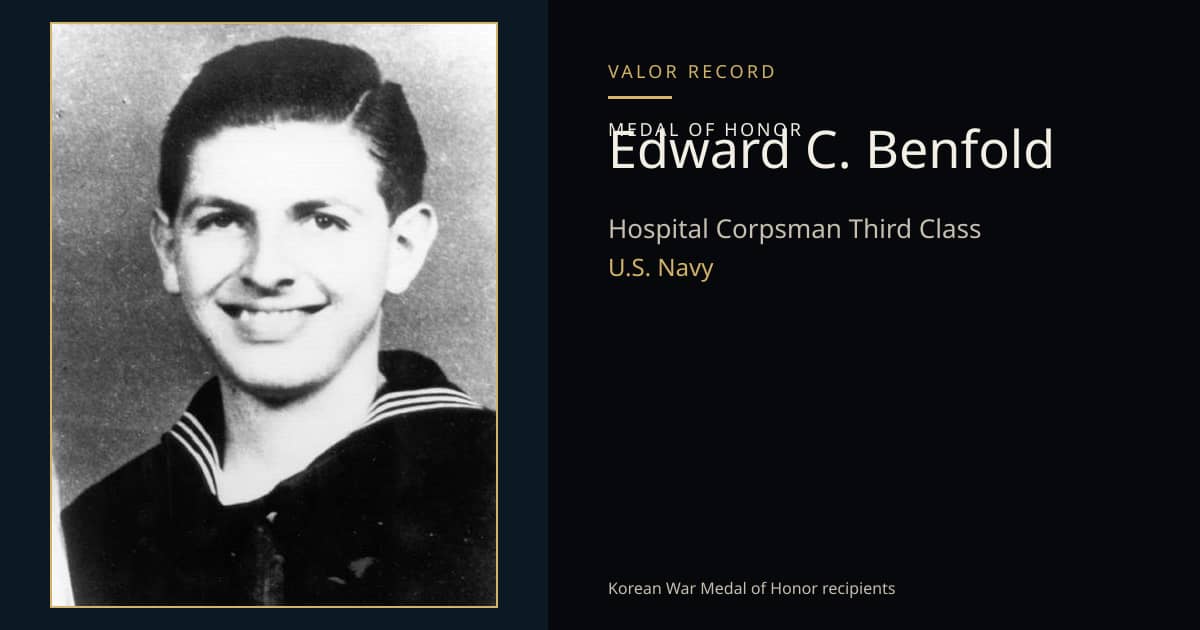 VALOR RECORD
MEDAL OF HONOR
Edward C. Benfold
Hospital Corpsman Third Class
U.S. Navy
Korean War Medal of Honor recipients